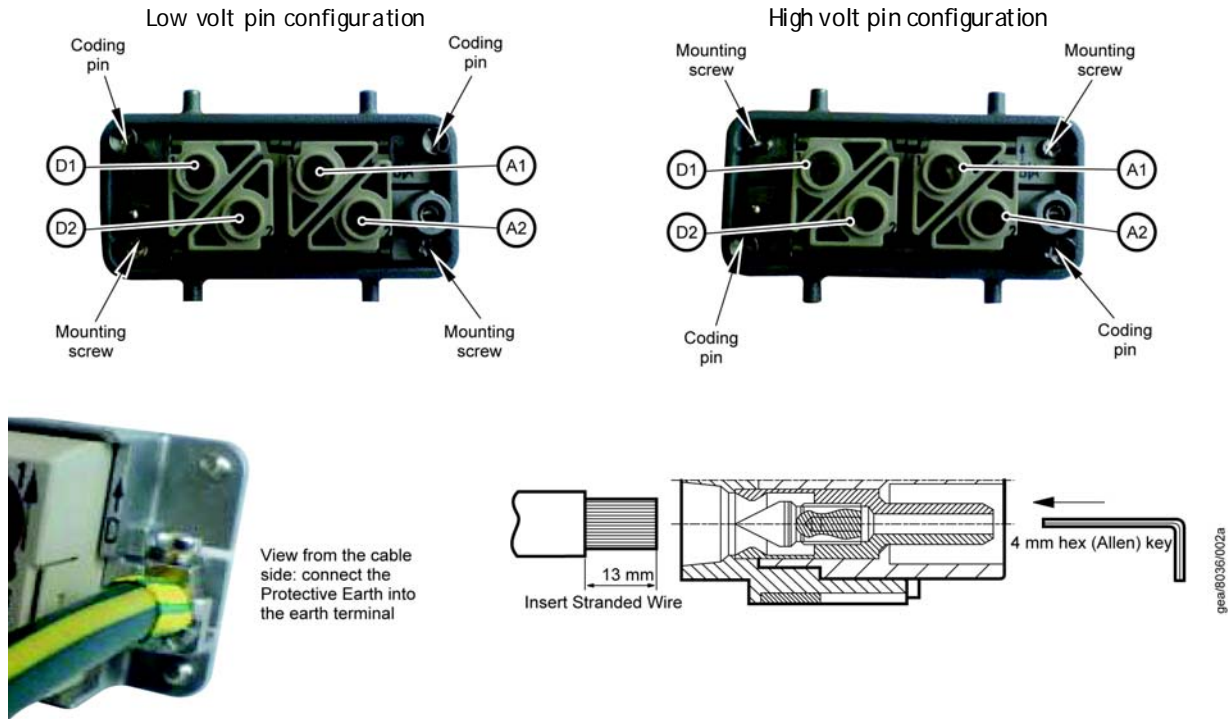 Low volt pin configuration
Coding
pin
Coding
pin
D1
A1
D2
A2
Mounting
screw
Mounting
screw
High volt pin configuration
Mounting
screw
Mounting
screw
D1
A1
D2
A2
Coding
pin
Coding
pin
View from the cable
side: connect the
Protective Earth into
the earth terminal
13 mm
Insert Stranded Wire
4 mm hex (Allen) key
gea/8036/002a